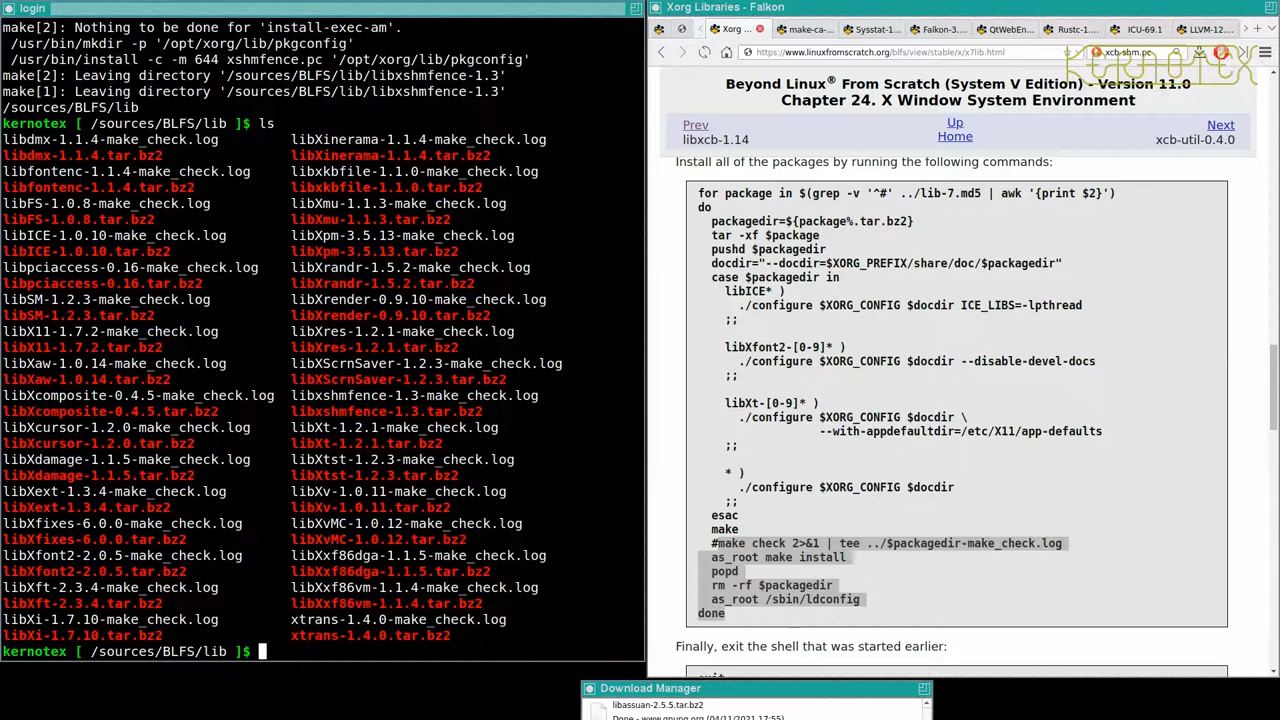 login
make[2]: Nothing to be done for 'install-exec-am'.
/usr/bin/mkdir -p '/opt/xorg/lib/pkgconfig'
/usr/bin/install -c -m 644 xshmfence.pc '/opt/xorg/lib/pkgconfig'
make[2]: Leaving directory '/sources/BLFS/lib/libxshmfence-1.3'
make[1]: Leaving directory '/sources/BLFS/lib/libxshmfence-1.3'
/sources/BLFS/lib
kernotex [ /sources/BLFS/lib ]$ ls
libdmx-1.1.4-make_check.log libXinerama-1.1.4-make_check.log
libdmx-1.1.4.tar.bz2 libXinerama-1.1.4.tar.bz2
libfontenc-1.1.4-make_check.log libxkbfile-1.1.0-make_check.log
libfontenc-1.1.4.tar.bz2 libxkbfile-1.1.0.tar.bz2
libFS-1.0.8-make_check.log libXmu-1.1.3-make_check.log
libFS-1.0.8.tar.bz2 libXmu-1.1.3.tar.bz2
libICE-1.0.10-make_check.log libXpm-3.5.13-make_check.log
libICE-1.0.10.tar.bz2 libXpm-3.5.13.tar.bz2
libpciaccess-0.16-make_check.log libXrandr-1.5.2-make_check.log
libpciaccess-0.16.tar.bz2 libXrandr-1.5.2.tar.bz2
libSM-1.2.3-make_check.log libXrender-0.9.10-make_check.log
libSM-1.2.3.tar.bz2 libXrender-0.9.10.tar.bz2
libX11-1.7.2-make_check.log libXres-1.2.1-make_check.log
libX11-1.7.2.tar.bz2 libXres-1.2.1.tar.bz2
libXaw-1.0.14-make_check.log libXScrnSaver-1.2.3-make_check.log
libXaw-1.0.14.tar.bz2 libXScrnSaver-1.2.3.tar.bz2
libXcomposite-0.4.5-make_check.log libxshmfence-1.3-make_check.log
libXcomposite-0.4.5.tar.bz2 libxshmfence-1.3.tar.bz2
libXcursor-1.2.0-make_check.log libXt-1.2.1-make_check.log
libXcursor-1.2.0.tar.bz2 libXt-1.2.1.tar.bz2
libXdamage-1.1.5-make_check.log libXtst-1.2.3-make_check.log
libXdamage-1.1.5.tar.bz2 libXtst-1.2.3.tar.bz2
libXext-1.3.4-make_check.log libXv-1.0.11-make_check.log
libXext-1.3.4.tar.bz2 libXv-1.0.11.tar.bz2
libXfixes-6.0.0-make_check.log libXvMC-1.0.12-make_check.log
libXfixes-6.0.0.tar.bz2 libXvMC-1.0.12.tar.bz2
libXfont2-2.0.5-make_check.log libXxf86dga-1.1.5-make_check.log
libXfont2-2.0.5.tar.bz2 libXxf86dga-1.1.5.tar.bz2
libXft-2.3.4-make_check.log libXxf86vm-1.1.4-make_check.log
libXft-2.3.4.tar.bz2 libXxf86vm-1.1.4.tar.bz2
libXi-1.7.10-make_check.log xtrans-1.4.0-make_check.log
libXi-1.7.10.tar.bz2 xtrans-1.4.0.tar.bz2
kernotex [ /sources/BLFS/lib ]$
Xorg Libraries - Falkon
Xorg make-ca-... Sysstat-1... Falkon-3.... QtWebEn... Rustc-1.... ICU-69.1 LLVM-12....
https://www.linuxfromscratch.org/blfs/view/stable/x/x7lib.html xcb-shm.pc
KERNOTEX
Beyond Linux® From Scratch (System V Edition) - Version 11.0
Chapter 24. X Window System Environment
Prev Up Next
libxcb-1.14 Home xcb-util-0.4.0
Install all of the packages by running the following commands:
for package in $(grep -v '^#' ../lib-7.md5 | awk '{print $2}')
do
packagedir=${package%.tar.bz2}
tar -xf $package
pushd $packagedir
docdir="--docdir=$XORG_PREFIX/share/doc/$packagedir"
case $packagedir in
libICE* )
./configure $XORG_CONFIG $docdir ICE_LIBS=-lpthread
;;
libXfont2-[0-9]* )
./configure $XORG_CONFIG $docdir --disable-devel-docs
;;
libXt-[0-9]* )
./configure $XORG_CONFIG $docdir \
--with-appdefaultdir=/etc/X11/app-defaults
;;
* )
./configure $XORG_CONFIG $docdir
;;
esac
make
#make check 2>&1 | tee ../$packagedir-make_check.log
as_root make install
popd
rm -rf $packagedir
as_root /sbin/ldconfig
done
Finally, exit the shell that was started earlier:
exit
Download Manager
libassuan-2.5.5.tar.bz2
Done - www.gnupg.org (04/11/2021 17:55)